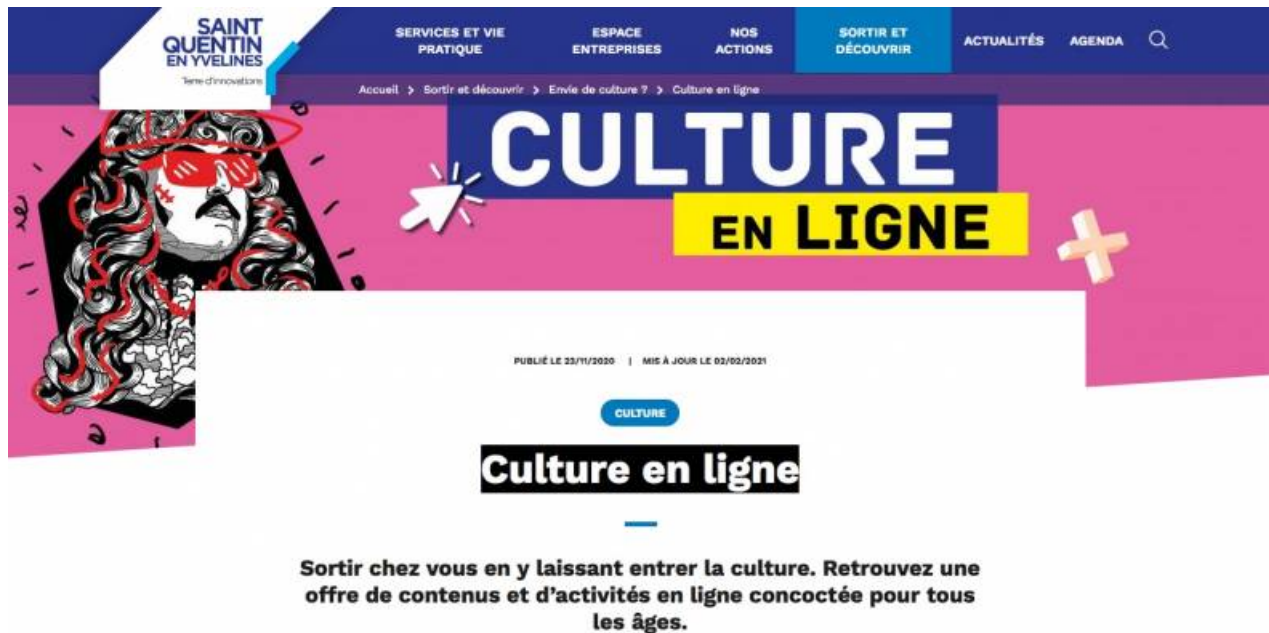 SAINT
QUENTIN
EN YVELINES
Terre d'innovations
SERVICES ET VIE
PRATIQUE
ESPACE
ENTREPRISES
NOS
ACTIONS
SORTIR ET
DÉCOUVRIR
ACTUALITÉS
AGENDA
Accueil > Sortir et découvrir > Envie de culture ? > Culture en ligne
CULTURE
EN LIGNE
PUBLIÉ LE 23/11/2020 | MIS À JOUR LE 02/02/2021
CULTURE
Culture en ligne
Sortir chez vous en y laissant entrer la culture. Retrouvez une
offre de contenus et d'activités en ligne concoctée pour tous
les âges.